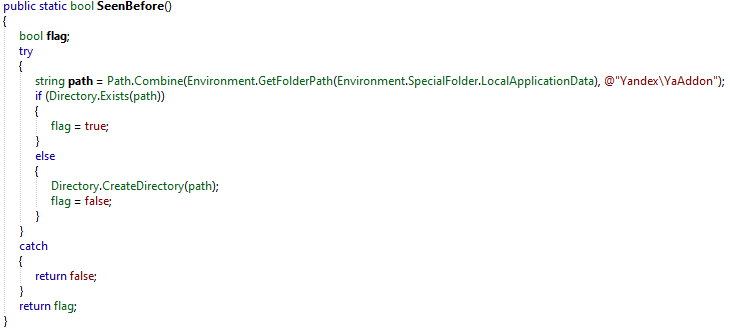 public static bool SeenBefore()
{
bool flag;
try
{
string path = Path.Combine(Environment.GetFolderPath(Environment.SpecialFolder.LocalApplicationData), @"Yandex\YaAddon");
if (Directory.Exists(path))
{
flag = true;
}
else
{
Directory.CreateDirectory(path);
flag = false;
}
}
catch
{
return false;
}
return flag;
}